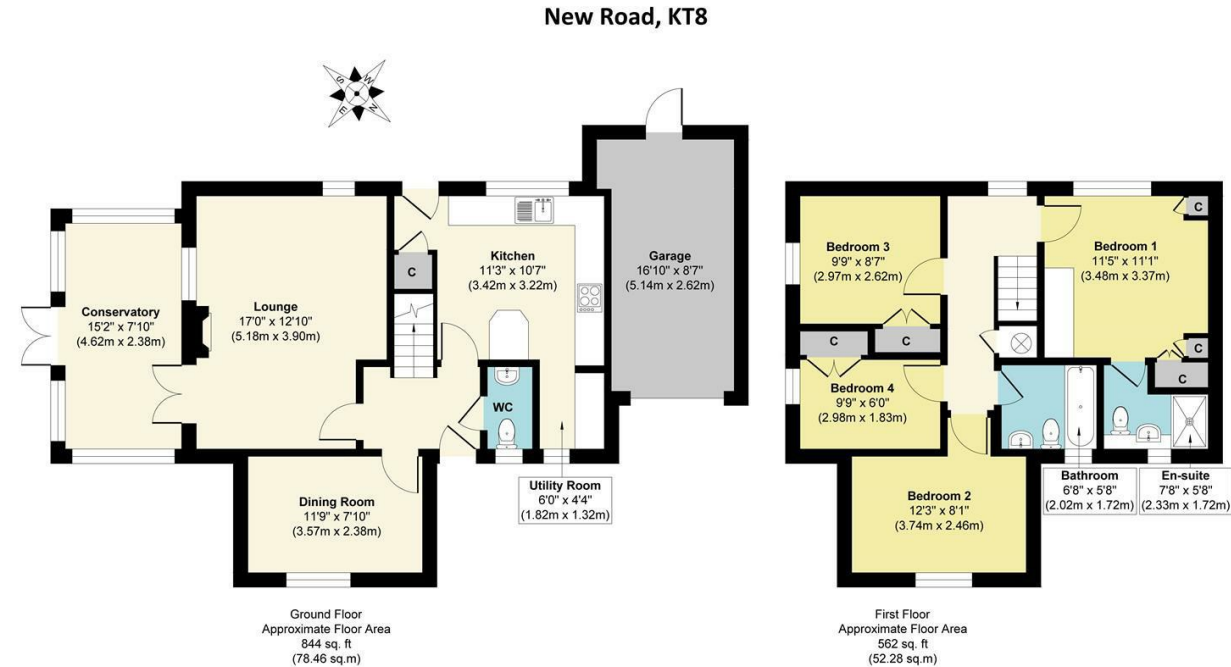 New Road, KT8
S
W
E
N
Conservatory
15'2" x 7'10"
(4.62m x 2.38m)
Lounge
17'0" x 12'10"
(5.18m x 3.90m)
C
Kitchen
11'3" x 10'7"
(3.42m x 3.22m)
Garage
16'10" x 8'7"
(5.14m x 2.62m)
WC
Dining Room
11'9" x 7'10"
(3.57m x 2.38m)
Utility Room
6'0" x 4'4"
(1.82m x 1.32m)
Ground Floor
Approximate Floor Area
844 sq. ft
(78.46 sq.m)
Bedroom 3
9'9" x 8'7"
(2.97m x 2.62m)
C
C
Bedroom 4
9'9" x 6'0"
(2.98m x 1.83m)
Bedroom 1
11'5" x 11'1"
(3.48m x 3.37m)
C
C
C
Bedroom 2
12'3" x 8'1"
(3.74m x 2.46m)
Bathroom
6'8" x 5'8"
(2.02m x 1.72m)
En-suite
7'8" x 5'8"
(2.33m x 1.72m)
First Floor
Approximate Floor Area
562 sq. ft
(52.28 sq.m)